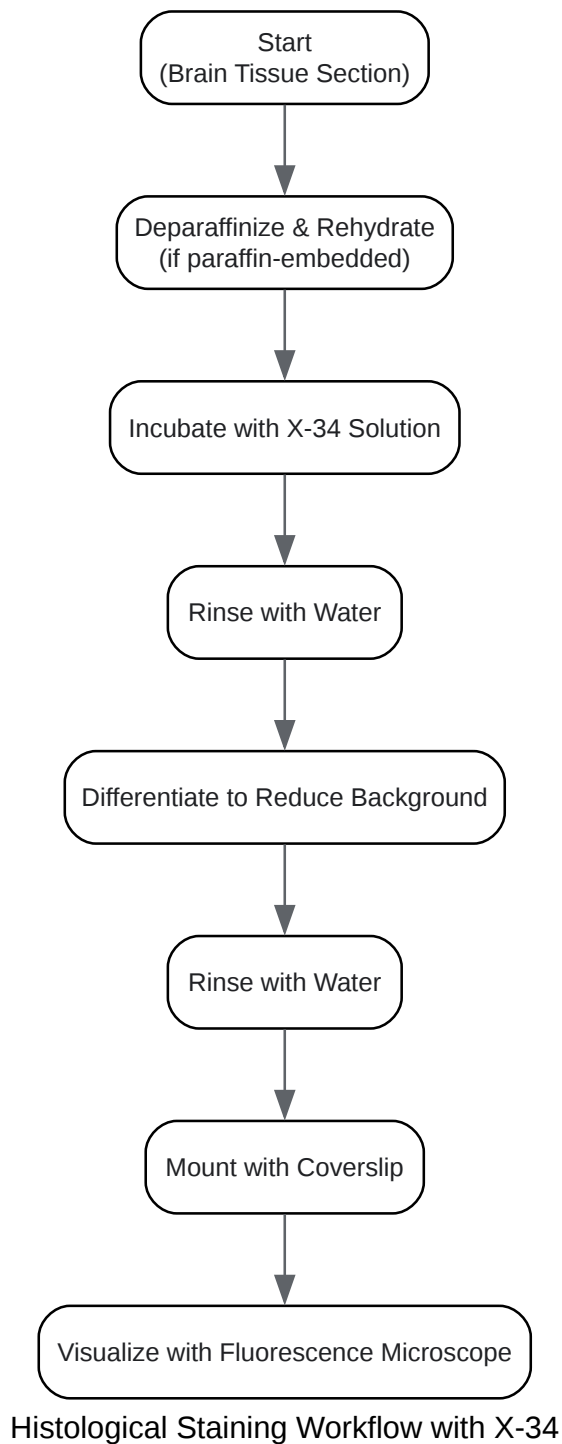 Start
(Brain Tissue Section)
Deparaffinize & Rehydrate
(if paraffin-embedded)
Incubate with X-34 Solution
Rinse with Water
Differentiate to Reduce Background
Rinse with Water
Mount with Coverslip
Visualize with Fluorescence Microscope
Histological Staining Workflow with X-34